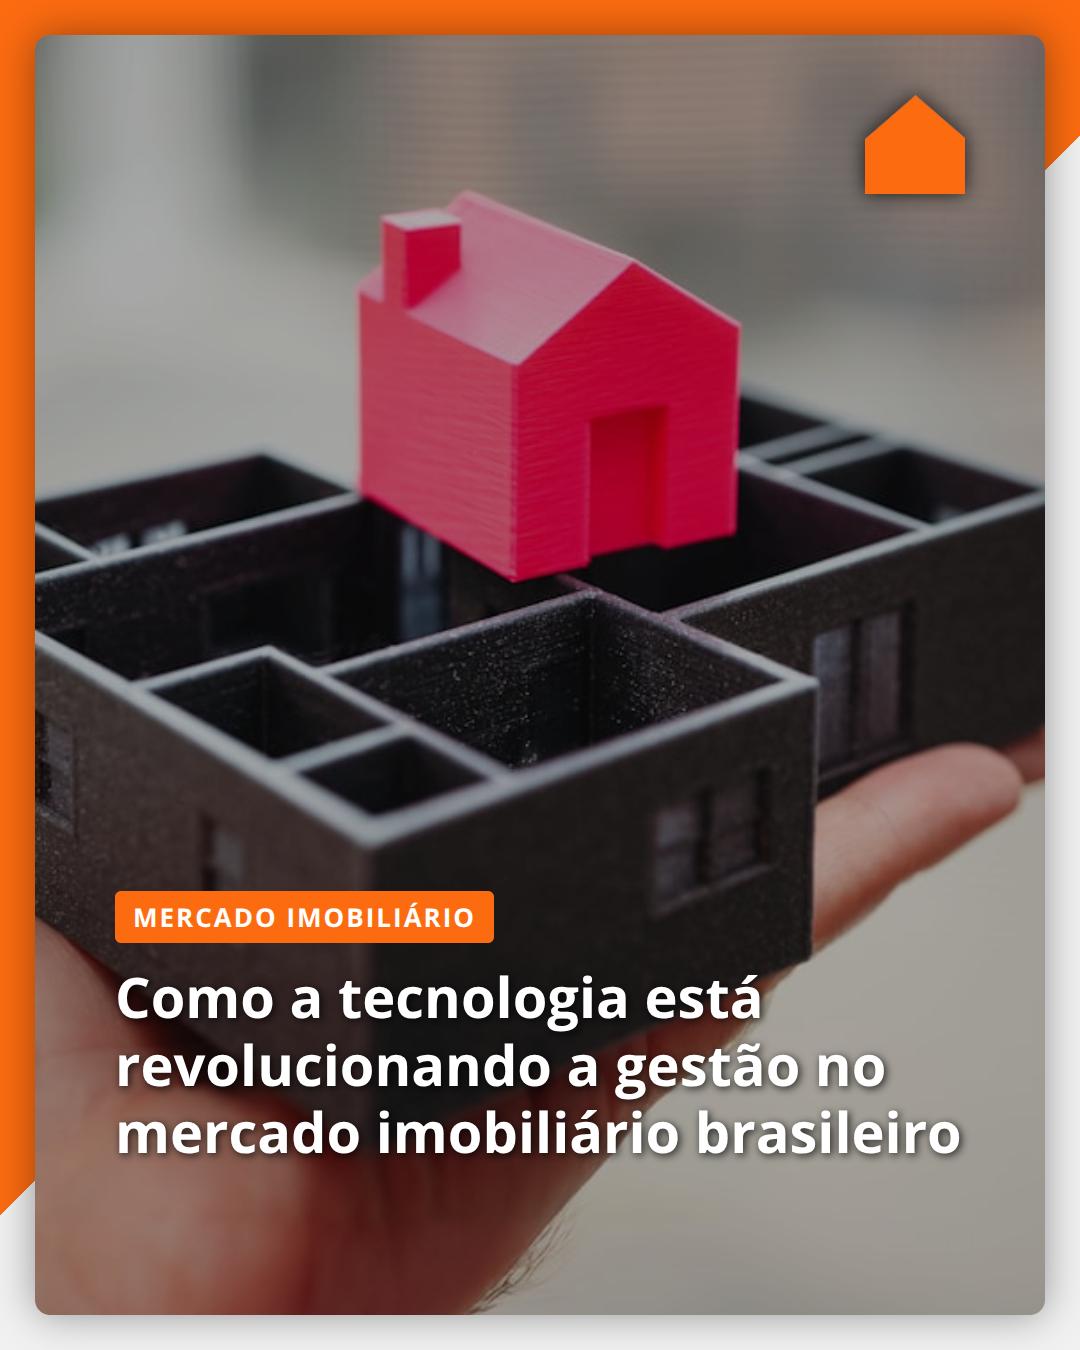 MERCADO IMOBILIÁRIO
Como a tecnologia está
revolucionando a gestão no
mercado imobiliário brasileiro